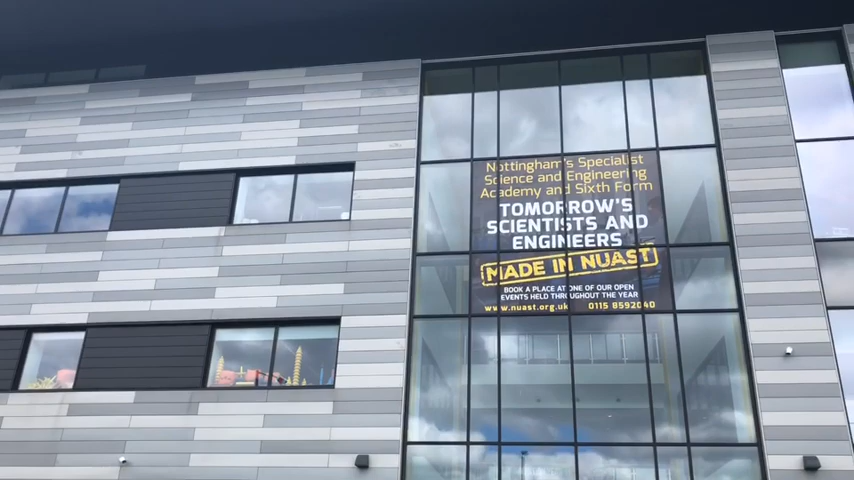 Nottingham's Specialist
Science and Engineering
Academy and Sixth Form
TOMORROW'S
SCIENTISTS AND
ENGINEERS
MADE IN NUAST
BOOK A PLACE AT ONE OF OUR OPEN
EVENTS HELD THROUGHOUT THE YEAR
www.nuast.org.uk 0115 8592040